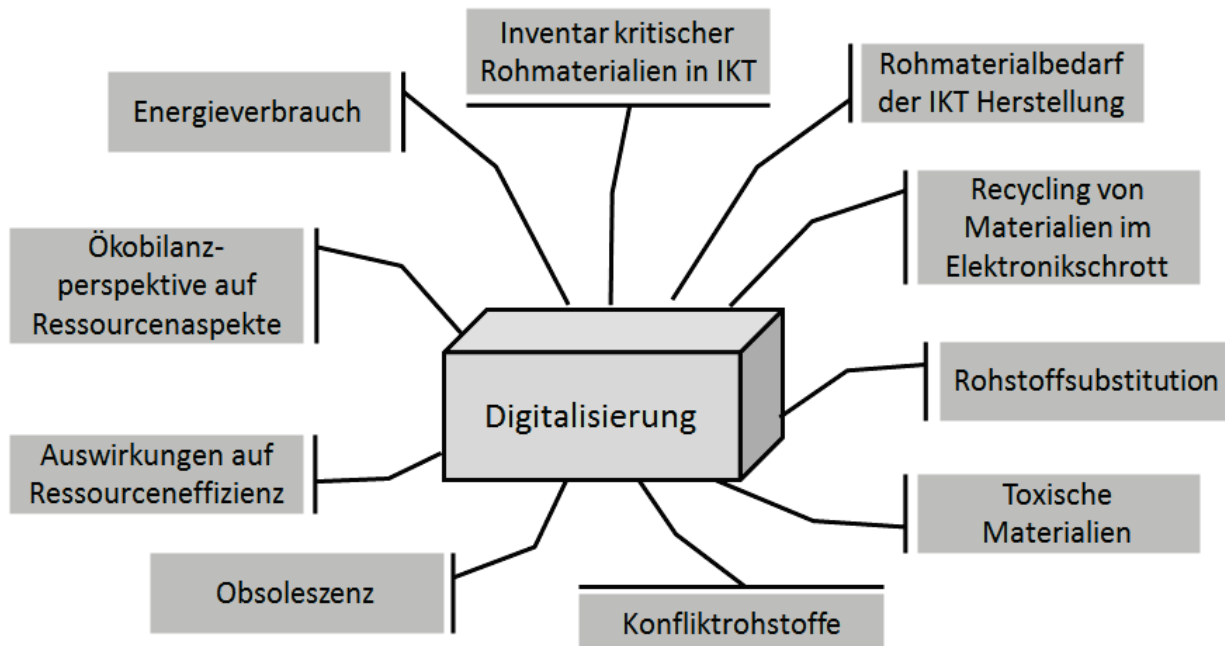 Inventar kritischer
Rohmaterialien in IKT
Rohmaterialbedarf
der IKT Herstellung
Energieverbrauch
Recycling von
Materialien im
Elektronikschrott
Ökobilanz-
perspektive auf
Ressourcenaspekte
Rohstoffsubstitution
Digitalisierung
Auswirkungen auf
Ressourceneffizienz
Toxische
Materialien
Obsoleszenz
Konfliktrohstoffe